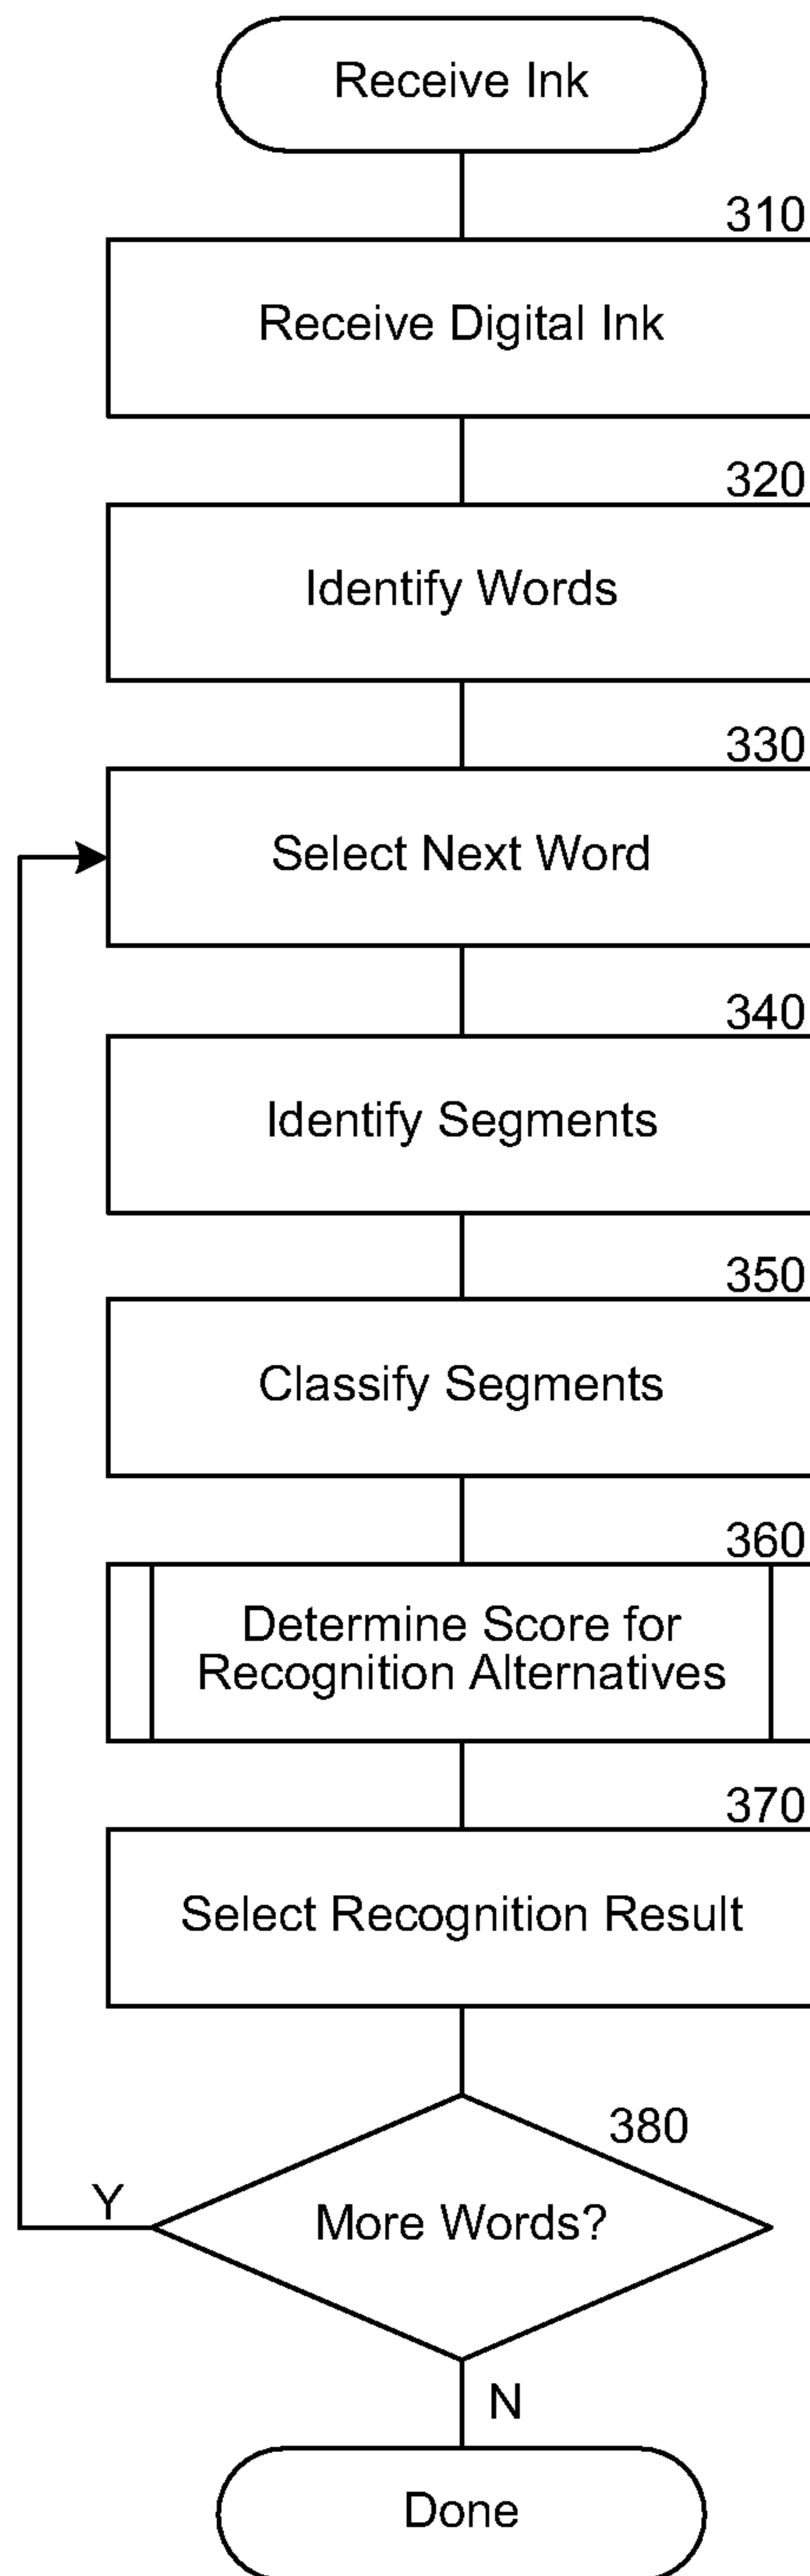 Receive Ink
310
Receive Digital Ink
320
Identify Words
330
Select Next Word
340
Identify Segments
350
Classify Segments
360
Determine Score for
Recognition Alternatives
370
Select Recognition Result
380
More Words?
Y
N
Done